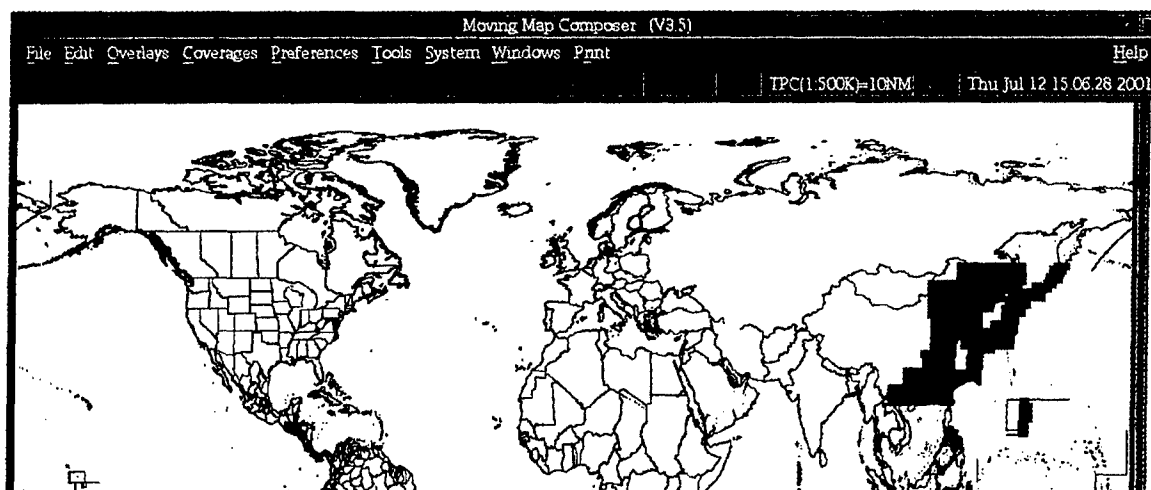 Moving Map Composer (V3.5)
File Edit Overlays Coverages Preferences Tools System Windows Print Help
TPC(1:500K)=10NM Thu Jul 12 15.06.28 2001